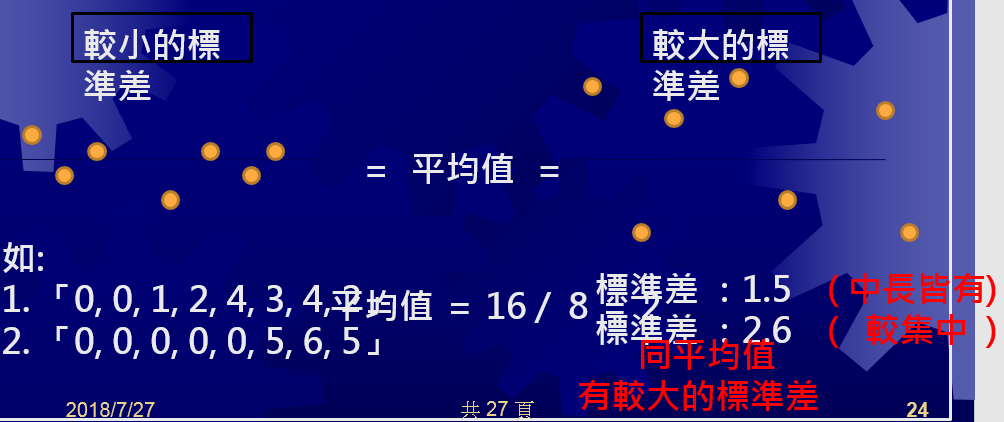 較小的標
準差
較大的標
準差
= 平均值 =
如:
1. 「0, 0, 1, 2, 4, 3, 4, 2」
平均值 = 16 / 8 = 2
標準差 : 1.5 ( 中長皆有)
2. 「0, 0, 0, 0, 0, 5, 6, 5」
標準差 : 2.6 ( 較集中 )
同平均值
有較大的標準差
2018/7/27
共 27 頁
24